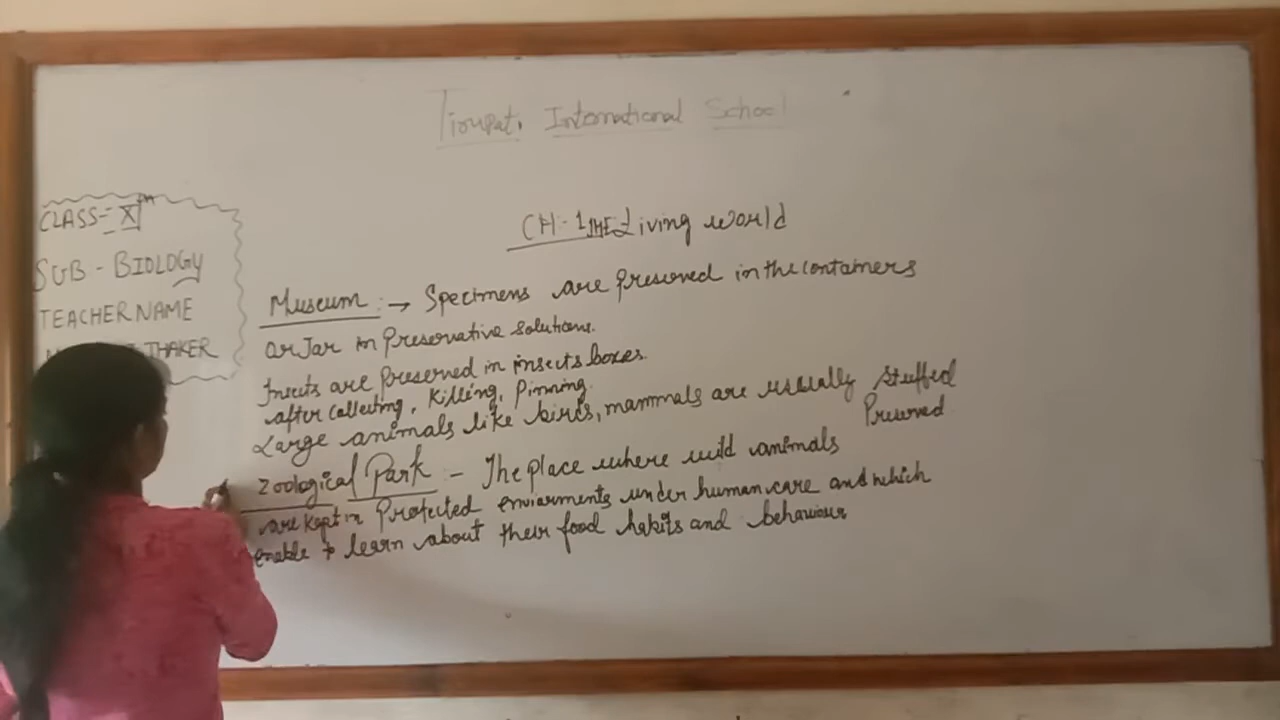 Tirupati International School
CLASS- XI
SUB - BIOLOGY
TEACHER NAME
THAKER
CH - 1 THE Living world
Museum :→ Specimens are preserved in the containers
or Jar in preservative solutions.
Insects are preserved in insects boxes.
after collecting, killing, pinning.
Large animals like birds, mammals are usually stuffed
Preserved
Zoological Park - The place where wild animals
are kept in Protected enviarments under human care and which
enable to learn about their food habits and behaviour